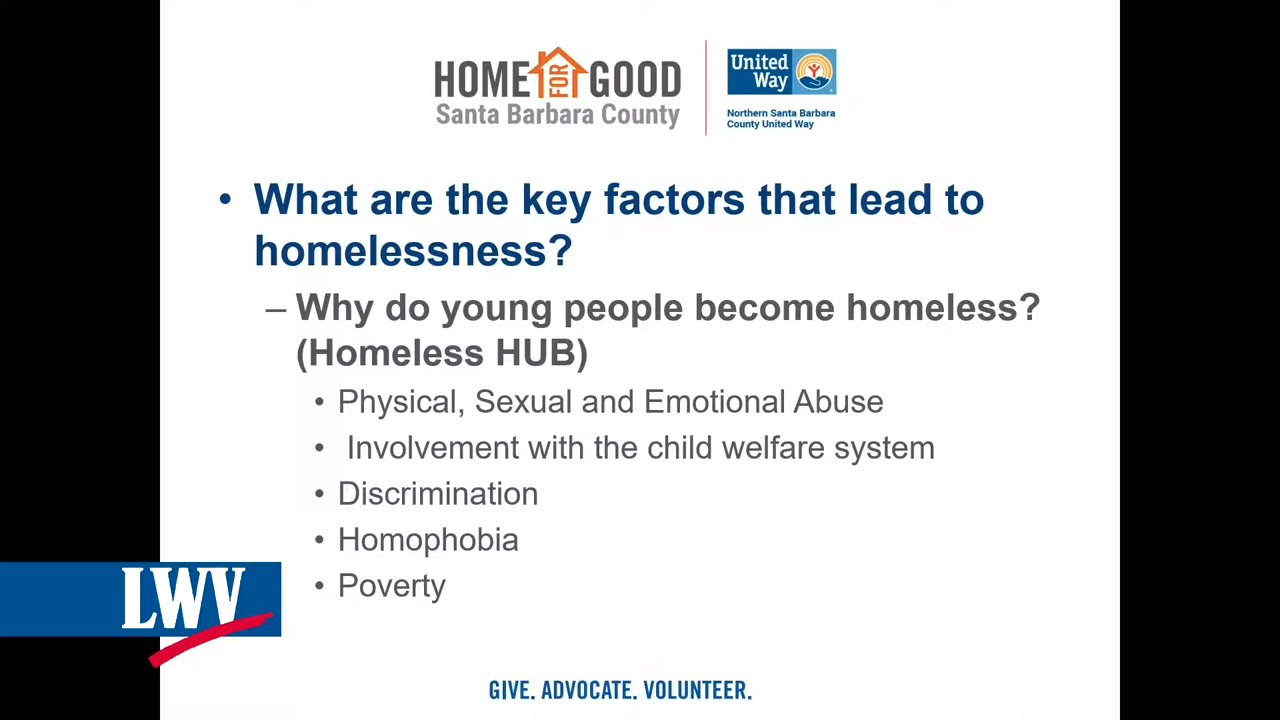 HOME FOR GOOD
Santa Barbara County
United
Way
Northern Santa Barbara
County United Way
• What are the key factors that lead to
homelessness?
– Why do young people become homeless?
(Homeless HUB)
• Physical, Sexual and Emotional Abuse
• Involvement with the child welfare system
• Discrimination
• Homophobia
• Poverty
LWV
GIVE. ADVOCATE. VOLUNTEER.